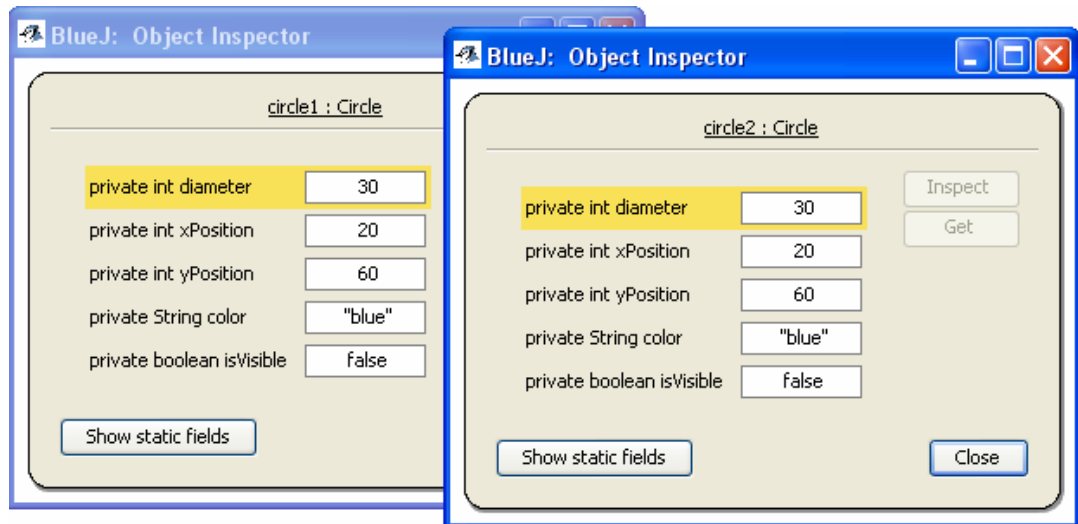 BlueJ: Object Inspector
circle1 : Circle
private int diameter 30
private int xPosition 20
private int yPosition 60
private String color "blue"
private boolean isVisible false
Show static fields
BlueJ: Object Inspector
circle2 : Circle
private int diameter 30
Inspect
private int xPosition 20
Get
private int yPosition 60
private String color "blue"
private boolean isVisible false
Show static fields
Close